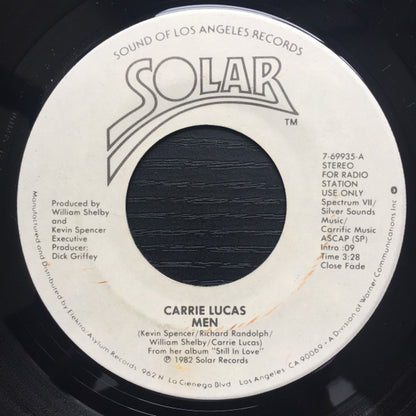 SOUND OF LOS ANGELES RECORDS
SOLAR
TM
7-69935-A
STEREO
FOR RADIO
STATION
USE ONLY
Spectrum VII/
Silver Sounds
Music/
Carrific Music
ASCAP (SP)
Intro :09
Time 3:28
Close Fade
Produced by
William Shelby
and
Kevin Spencer
Executive
Producer:
Dick Griffey
CARRIE LUCAS
MEN
(Kevin Spencer/Richard Randolph/
William Shelby/Carrie Lucas)
From her album "Still In Love"
℗ 1982 Solar Records
Manufactured and Distributed by Elektra/Asylum Records 962 N. La Cienega Blvd. Los Angeles, CA 90069 • A Division of Warner Communications Inc.